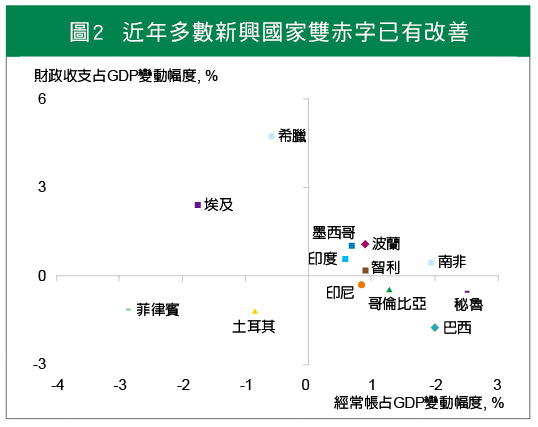 圖2 近年多數新興國家雙赤字已有改善
財政收支占GDP變動幅度, %
6
希臘
3
埃及
墨西哥
波蘭
印度
智利
南非
0
印尼
哥倫比亞
秘魯
菲律賓
土耳其
巴西
-3
-4 -3 -2 -1 0 1 -2 3
經常帳占GDP變動幅度, %